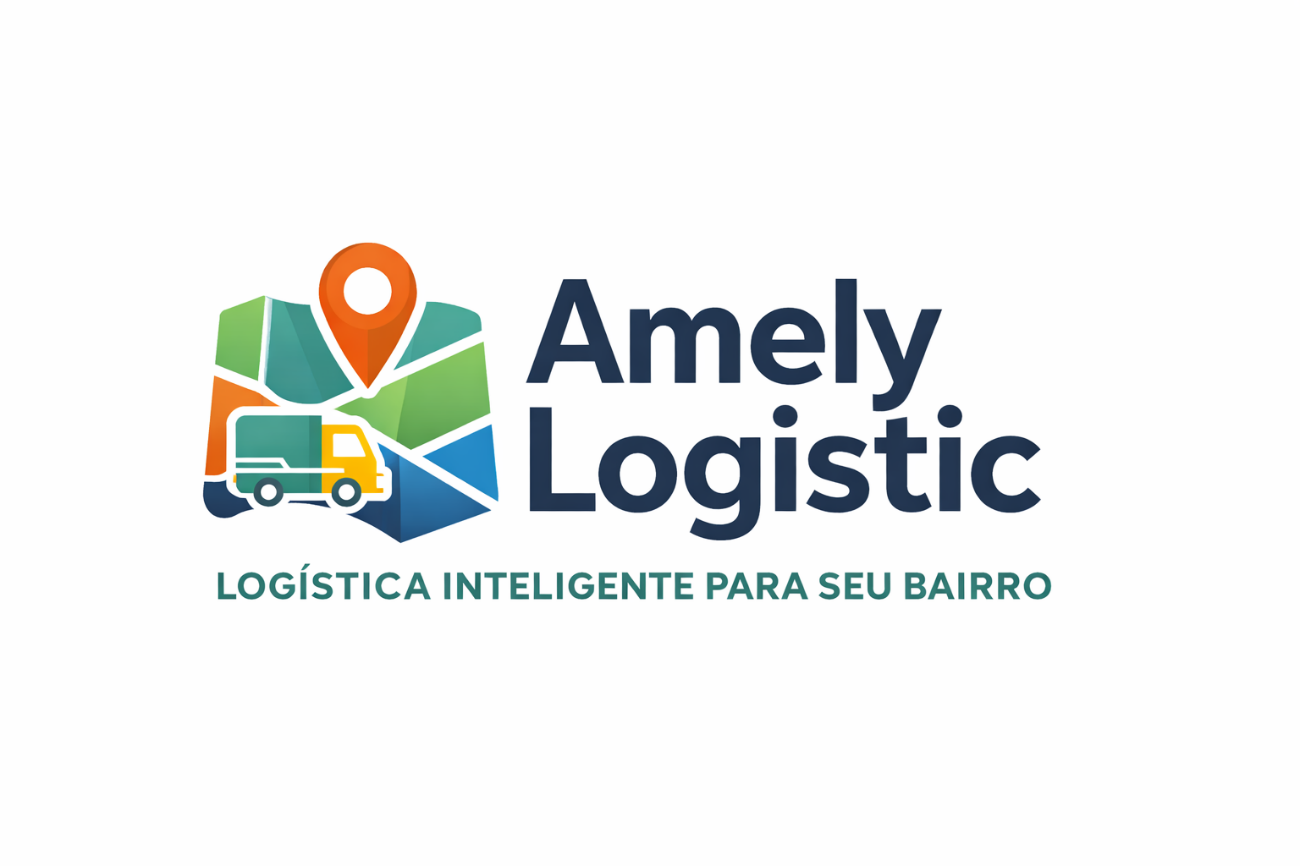 Amely
Logistic
LOGÍSTICA INTELIGENTE PARA SEU BAIRRO